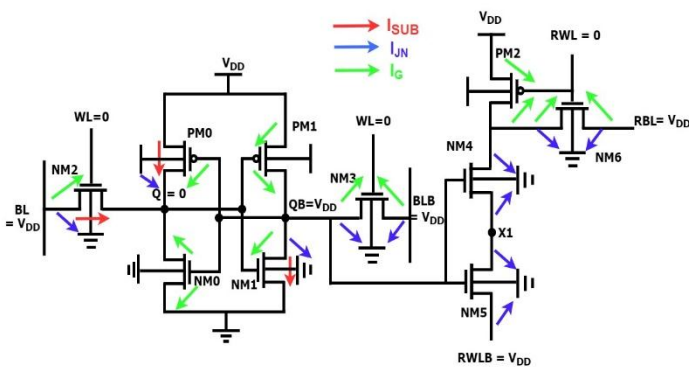 I_SUB
I_JN
I_G
V_DD
V_DD
PM2
RWL = 0
WL=0
PM0
PM1
WL=0
RBL= V_DD
NM2
NM3
NM4
NM6
BL
= V_DD
Q = 0
QB=V_DD
BLB
= V_DD
X1
NM0
NM1
NM5
RWLB = V_DD